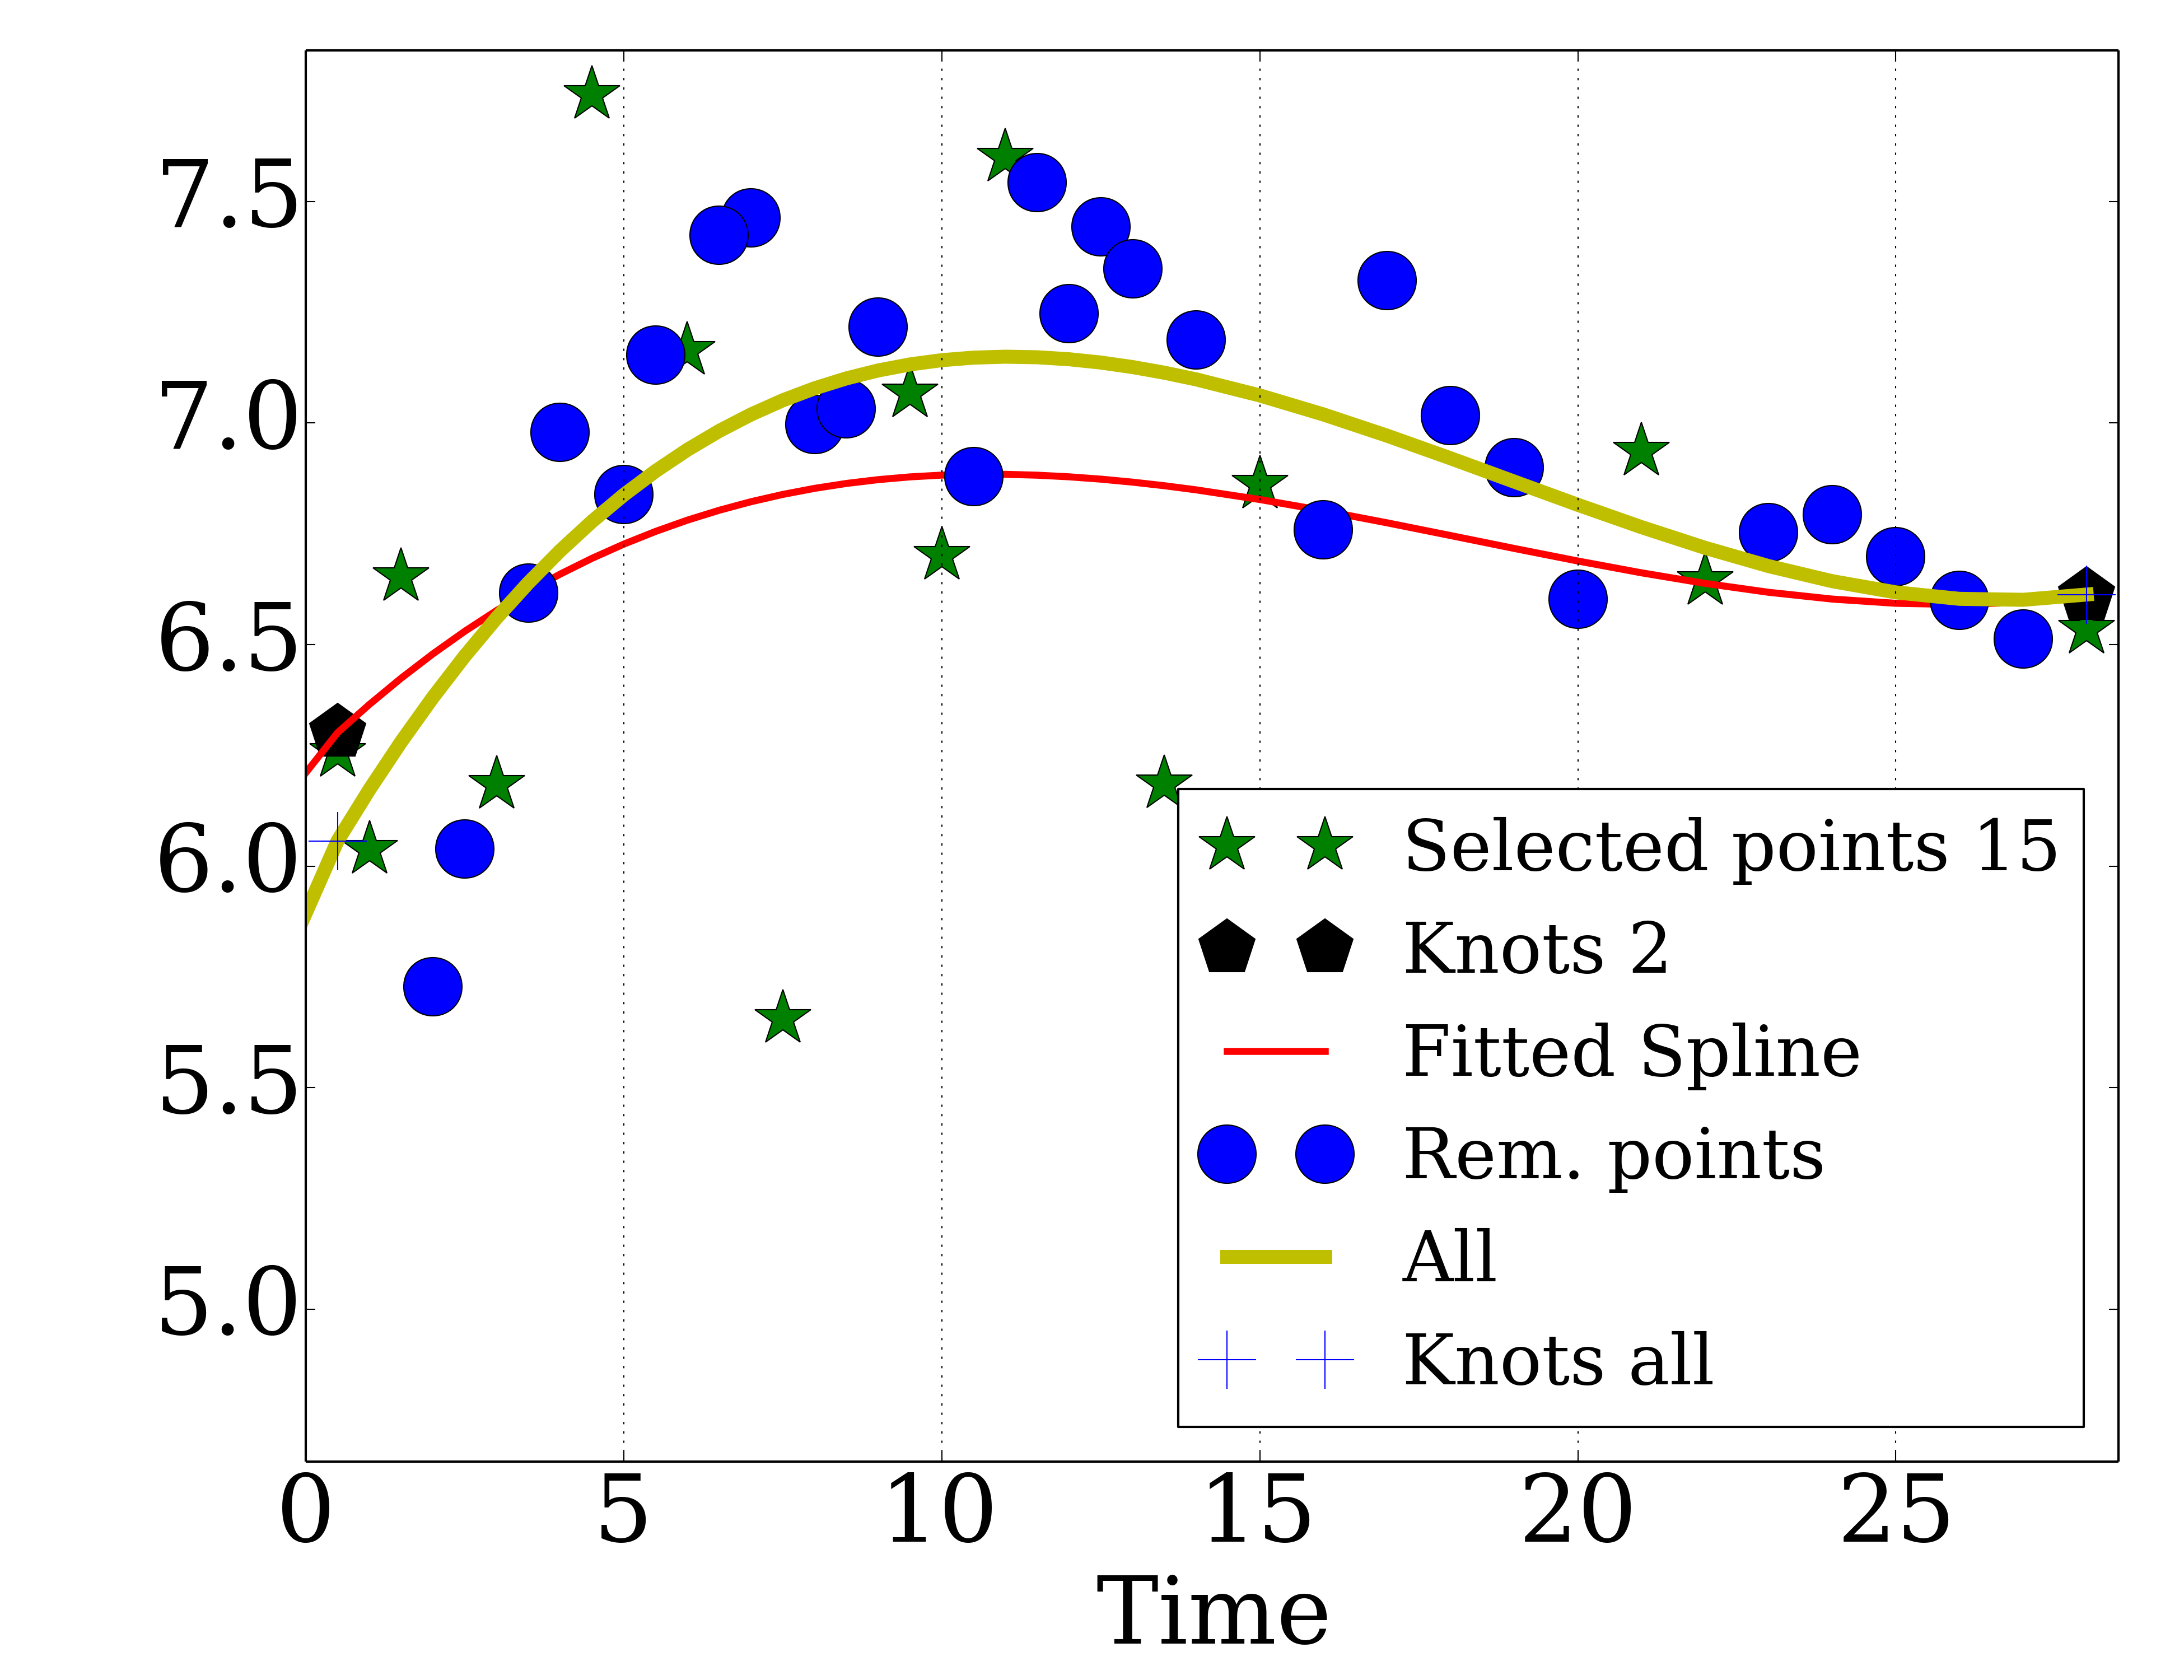 7.5
7.0
6.5
6.0
5.5
5.0
Selected points 15
Knots 2
Fitted Spline
Rem. points
All
Knots all
0 5 10 15 20 25
Time